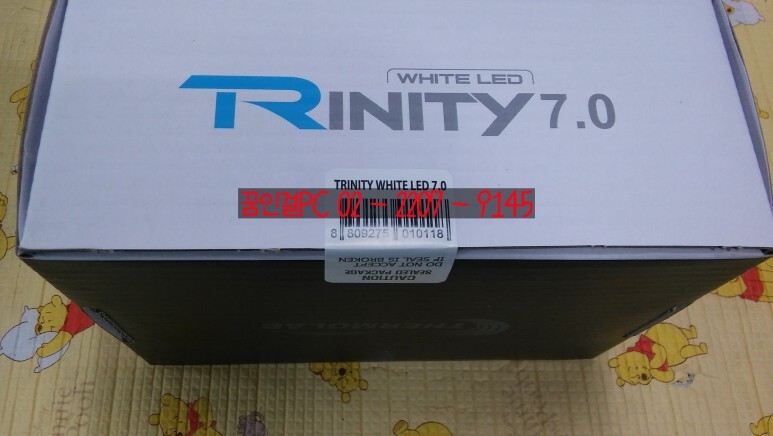 WHITE LED
TRINITY 7.0
TRINITY WHITE LED 7.0
공인컴PC 02 - 2207 - 9145
8 809275 010118
CAUTION
SEALED PACKAGE
DO NOT ACCEPT
IF SEAL IS BROKEN
THERMOLAB